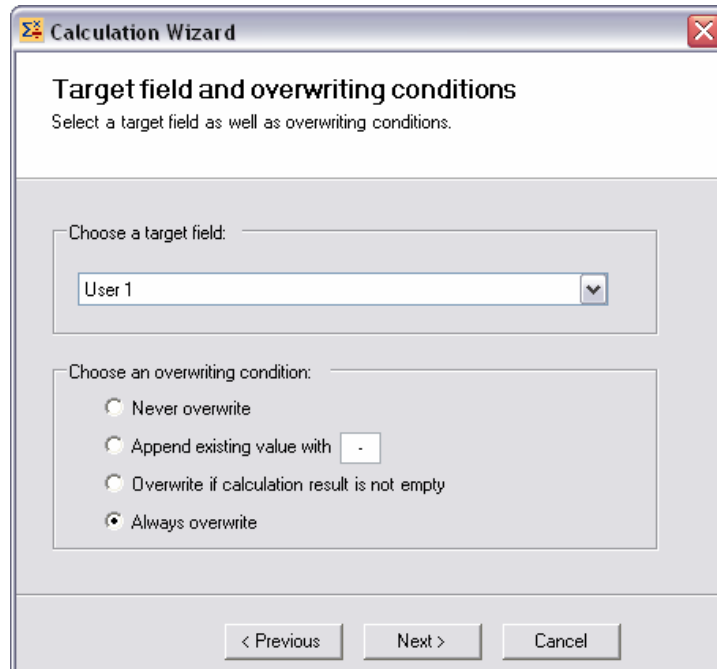 Calculation Wizard
Target field and overwriting conditions
Select a target field as well as overwriting conditions.
Choose a target field:
User 1
Choose an overwriting condition:
Never overwrite
Append existing value with -
Overwrite if calculation result is not empty
Always overwrite
< Previous Next > Cancel